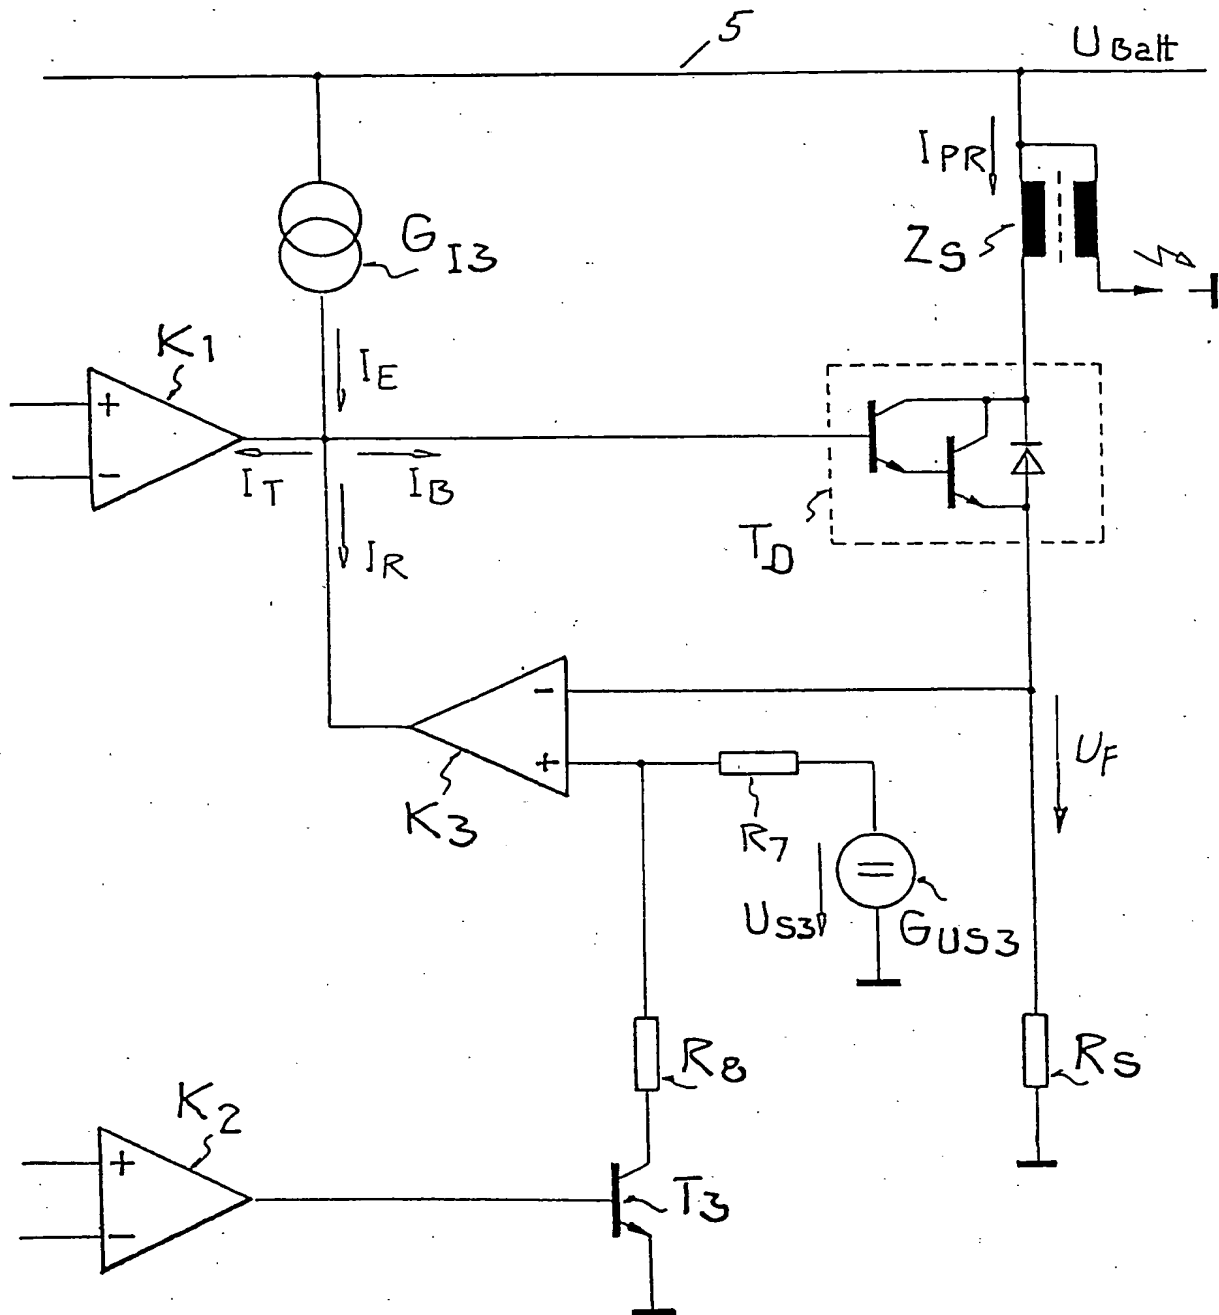 5
U Batt
I PR
G I3
Z S
K1
+
-
I E
I T
I B
I R
T D
-
+
K3
R7
U F
U S3
G US3
R8
R S
K2
+
-
T3